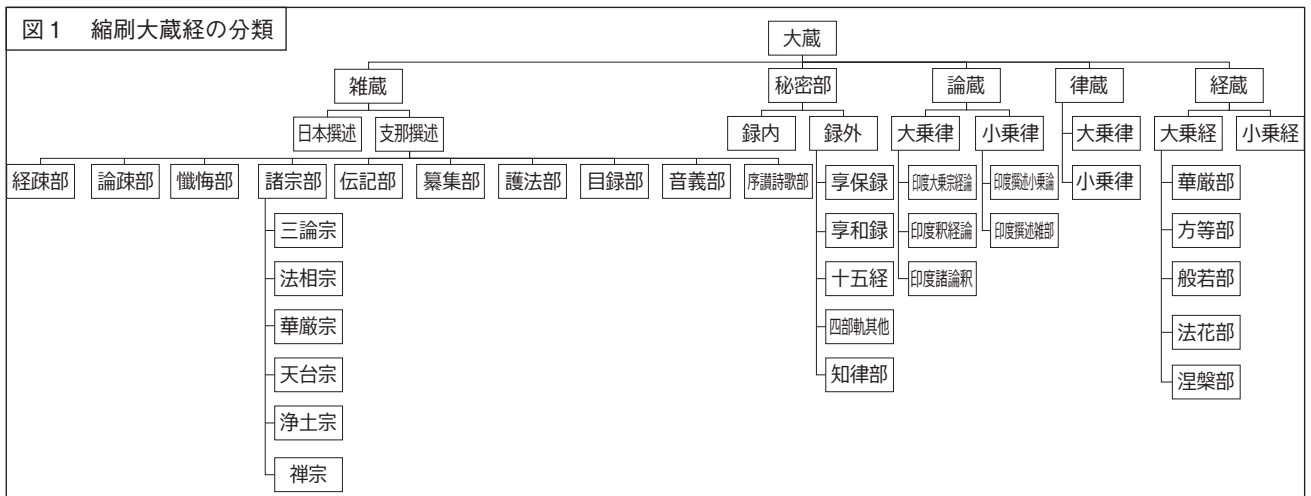 図1 縮刷大蔵経の分類
大蔵
雑蔵 秘密部 論蔵 律蔵 経蔵
日本撰述 支那撰述 録内 録外 大乗律 小乗律 大乗律 大乗経 小乗経
経疎部 論疎部 懺悔部 諸宗部 伝記部 纂集部 護法部 目録部 音義部 序讃詩歌部 享保録 印度大乗宗経論 印度撰述小乗論 小乗律 華厳部
三論宗 享和録 印度釈経論 印度撰述雑部 方等部
法相宗 十五経 印度諸論釈 般若部
華厳宗 四部軌其他 法花部
天台宗 知律部 涅槃部
浄土宗
禅宗